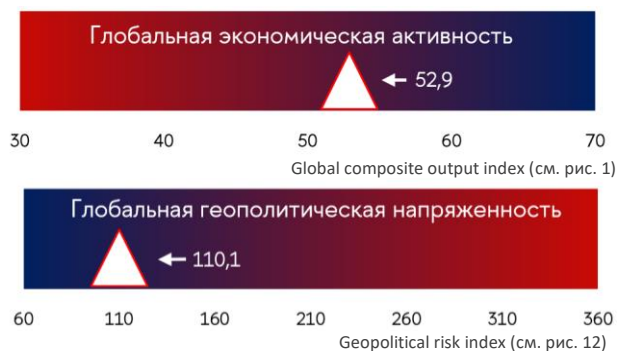 Глобальная экономическая активность
52,9
30 40 50 60 70
Global composite output index (см. рис. 1)
Глобальная геополитическая напряженность
110,1
60 110 160 210 260 310 360
Geopolitical risk index (см. рис. 12)